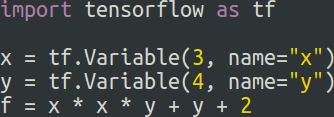 import tensorflow as tf
x = tf.Variable(3, name="x")
y = tf.Variable(4, name="y")
f = x * x * y + y + 2